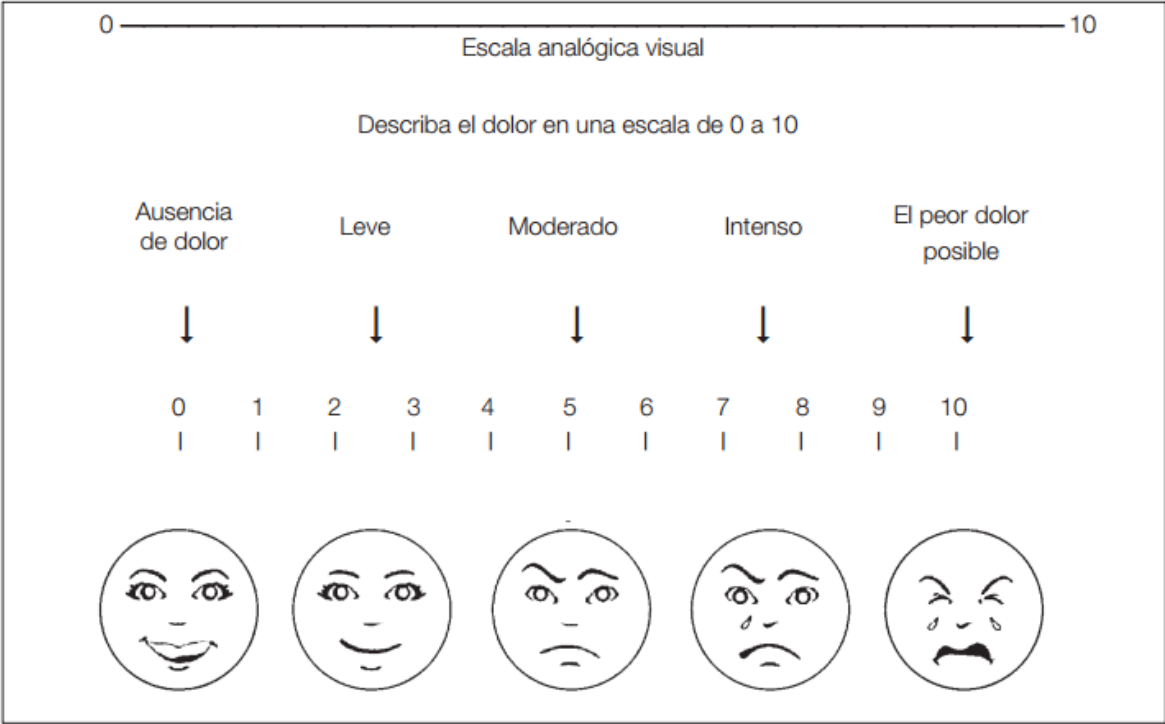 0 10
Escala analógica visual
Describa el dolor en una escala de 0 a 10
Ausencia
de dolor
Leve
Moderado
Intenso
El peor dolor
posible
0 1 2 3 4 5 6 7 8 9 10